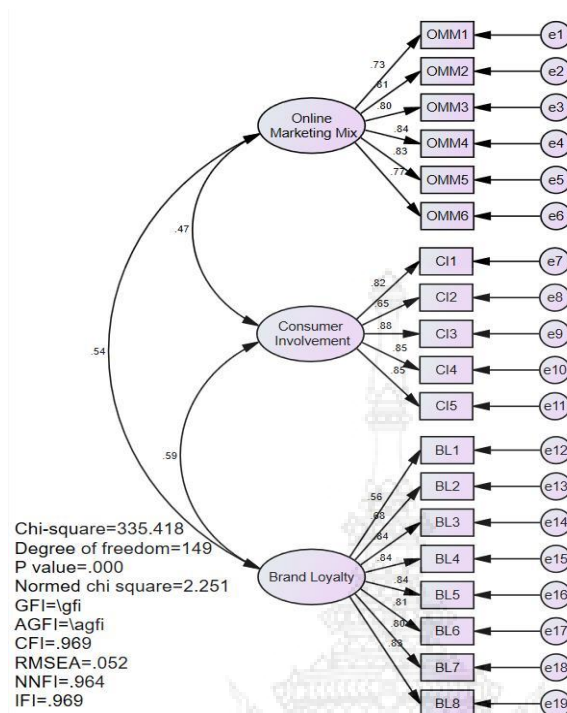 OMM1
e1
.73
OMM2
e2
.81
OMM3
e3
.80
Online
Marketing Mix
OMM4
e4
.84
OMM5
e5
.83
OMM6
e6
.77
.47
CI1
e7
.82
CI2
e8
.65
Consumer
Involvement
CI3
e9
.88
CI4
e10
.85
CI5
e11
.85
.54
.59
BL1
e12
.56
BL2
e13
BL3
e14
.84
BL4
e15
.84
Brand Loyalty
BL5
e16
.84
BL6
e17
.81
BL7
e18
.80
BL8
e19
.83
Chi-square=335.418
Degree of freedom=149
P value=.000
Normed chi square=2.251
GFI=\gfi
AGFI=\agfi
CFI=.969
RMSEA=.052
NNFI=.964
IFI=.969